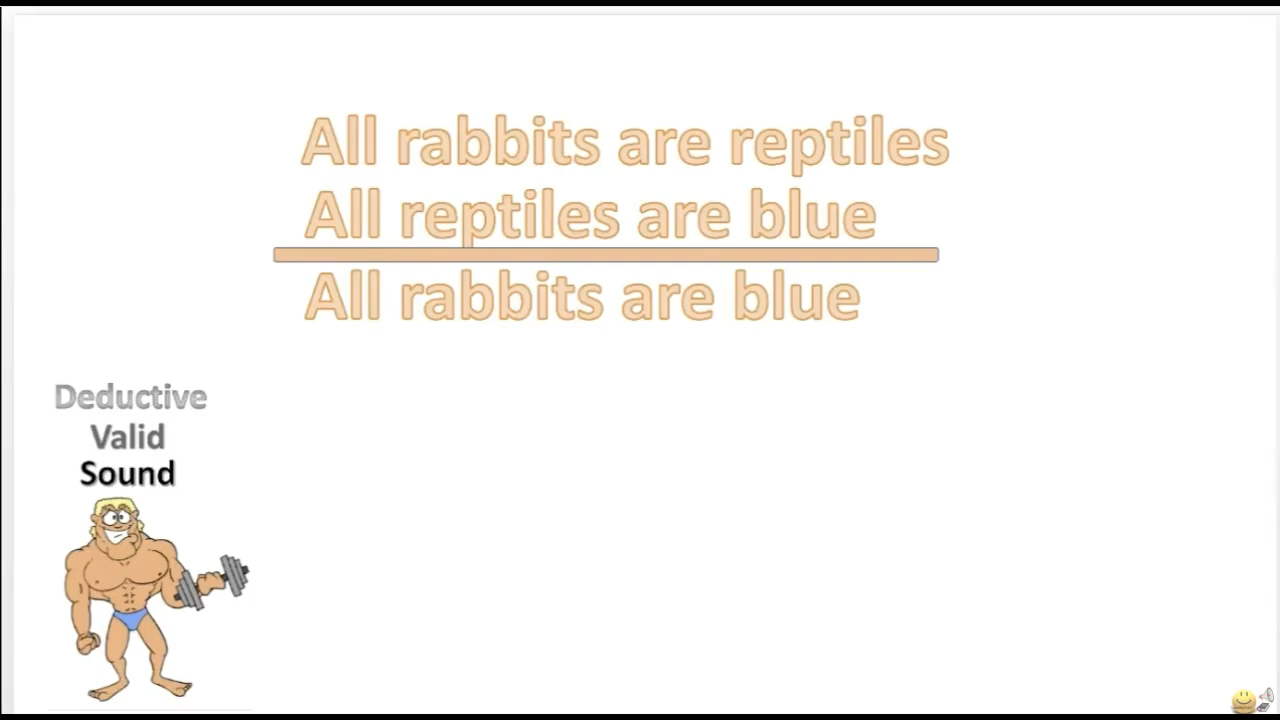 All rabbits are reptiles
All reptiles are blue
All rabbits are blue
Deductive
Valid
Sound